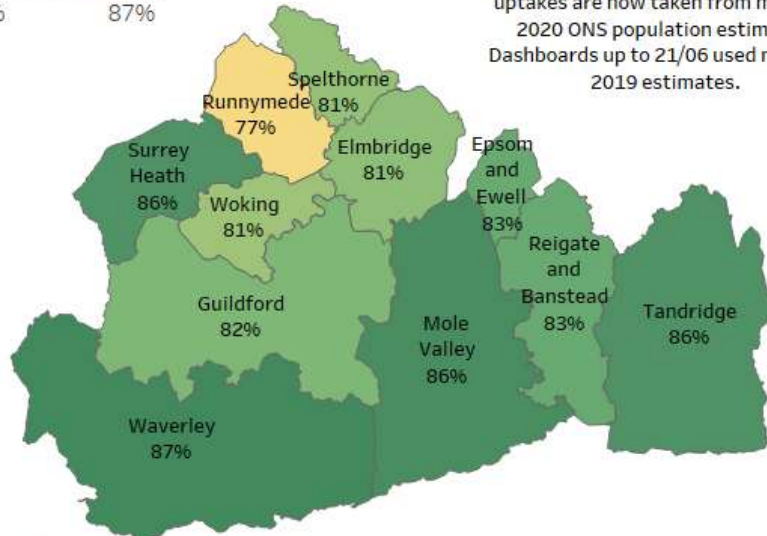 %
87%
uptakes are now taken from
2020 ONS population
Dashboards up to 21/06 used
2019 estimates.
Spelthorne
81%
Runnymede
77%
Elmbridge
81%
Epsom
and
Ewell
83%
Surrey
Heath
86%
Woking
81%
Reigate
and
Banstead
83%
Guildford
82%
Mole
Valley
86%
Tandridge
86%
Waverley
87%